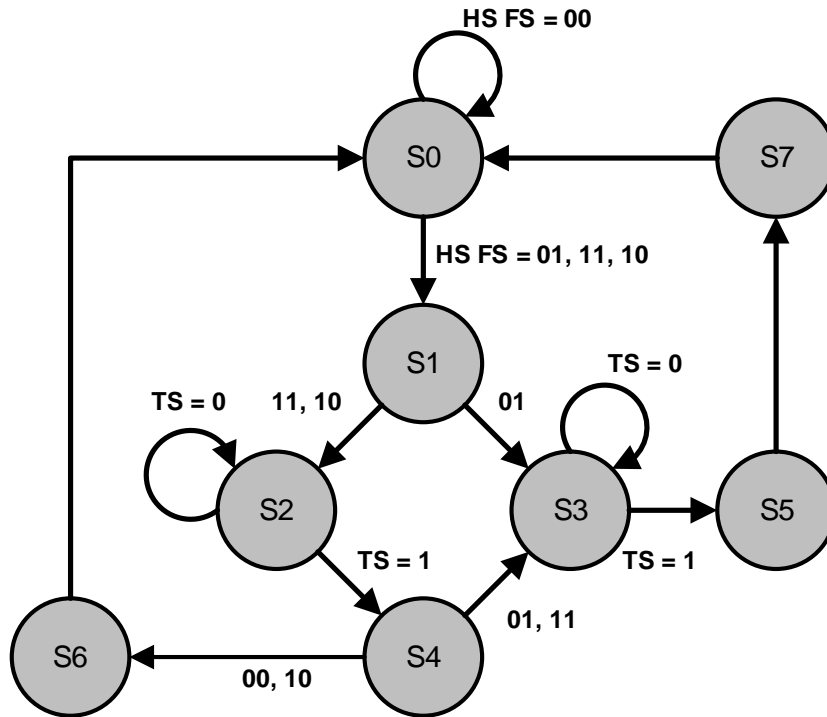 HS FS = 00
S0
S7
HS FS = 01, 11, 10
S1
TS = 0
TS = 0
11, 10
01
S2
S3
S5
TS = 1
TS = 1
01, 11
S6
S4
00, 10